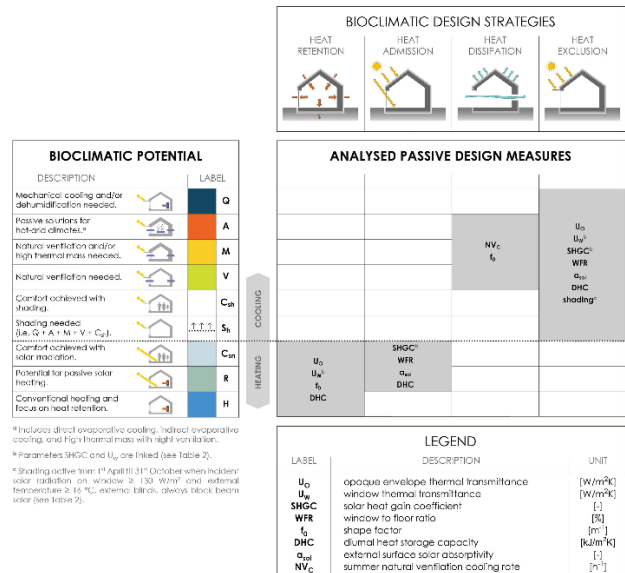 BIOCLIMATIC DESIGN STRATEGIES
HEAT RETENTION
HEAT ADMISSION
HEAT DISSIPATION
HEAT EXCLUSION
BIOCLIMATIC POTENTIAL
DESCRIPTION LABEL
Mechanical cooling and/or
dehumidification needed.
Q
Passive solutions for
hot-arid climates.ᵃ
A
Natural ventilation and/or
high thermal mass needed.
M
Natural ventilation needed.
V
Comfort achieved with
shading.
Csh
Shading needed
(i.e. Q + A + M + V + Csh).
Sh
Comfort achieved with
solar irradiation.
Csn
Potential for passive solar
heating.
R
Conventional heating and
focus on heat retention.
H
COOLING
HEATING
ANALYSED PASSIVE DESIGN MEASURES
UO
UWᵇ
f0
DHC
SHGCᵇ
WFR
αsol
DHC
NVC
f0
UO
UWᵇ
SHGCᵇ
WFR
αsol
DHC
shadingᶜ
ᵃ Includes direct evaporative cooling, indirect evaporative
cooling, and high thermal mass with night ventilation.
ᵇ Parameters SHGC and UW are linked (see Table 2).
ᶜ Shading active from 1ˢᵗ April till 31ˢᵗ October when incident
solar radiation on window ≥ 130 W/m² and external
temperature ≥ 16 °C, external blinds, always block beam
solar (see Table 2).
LEGEND
LABEL DESCRIPTION UNIT
UO opaque envelope thermal transmittance [W/m²K]
UW window thermal transmittance [W/m²K]
SHGC solar heat gain coefficient [-]
WFR window to floor ratio [%]
f0 shape factor [m⁻¹]
DHC diurnal heat storage capacity [kJ/m²K]
αsol external surface solar absorptivity [-]
NVC summer natural ventilation cooling rate [h⁻¹]